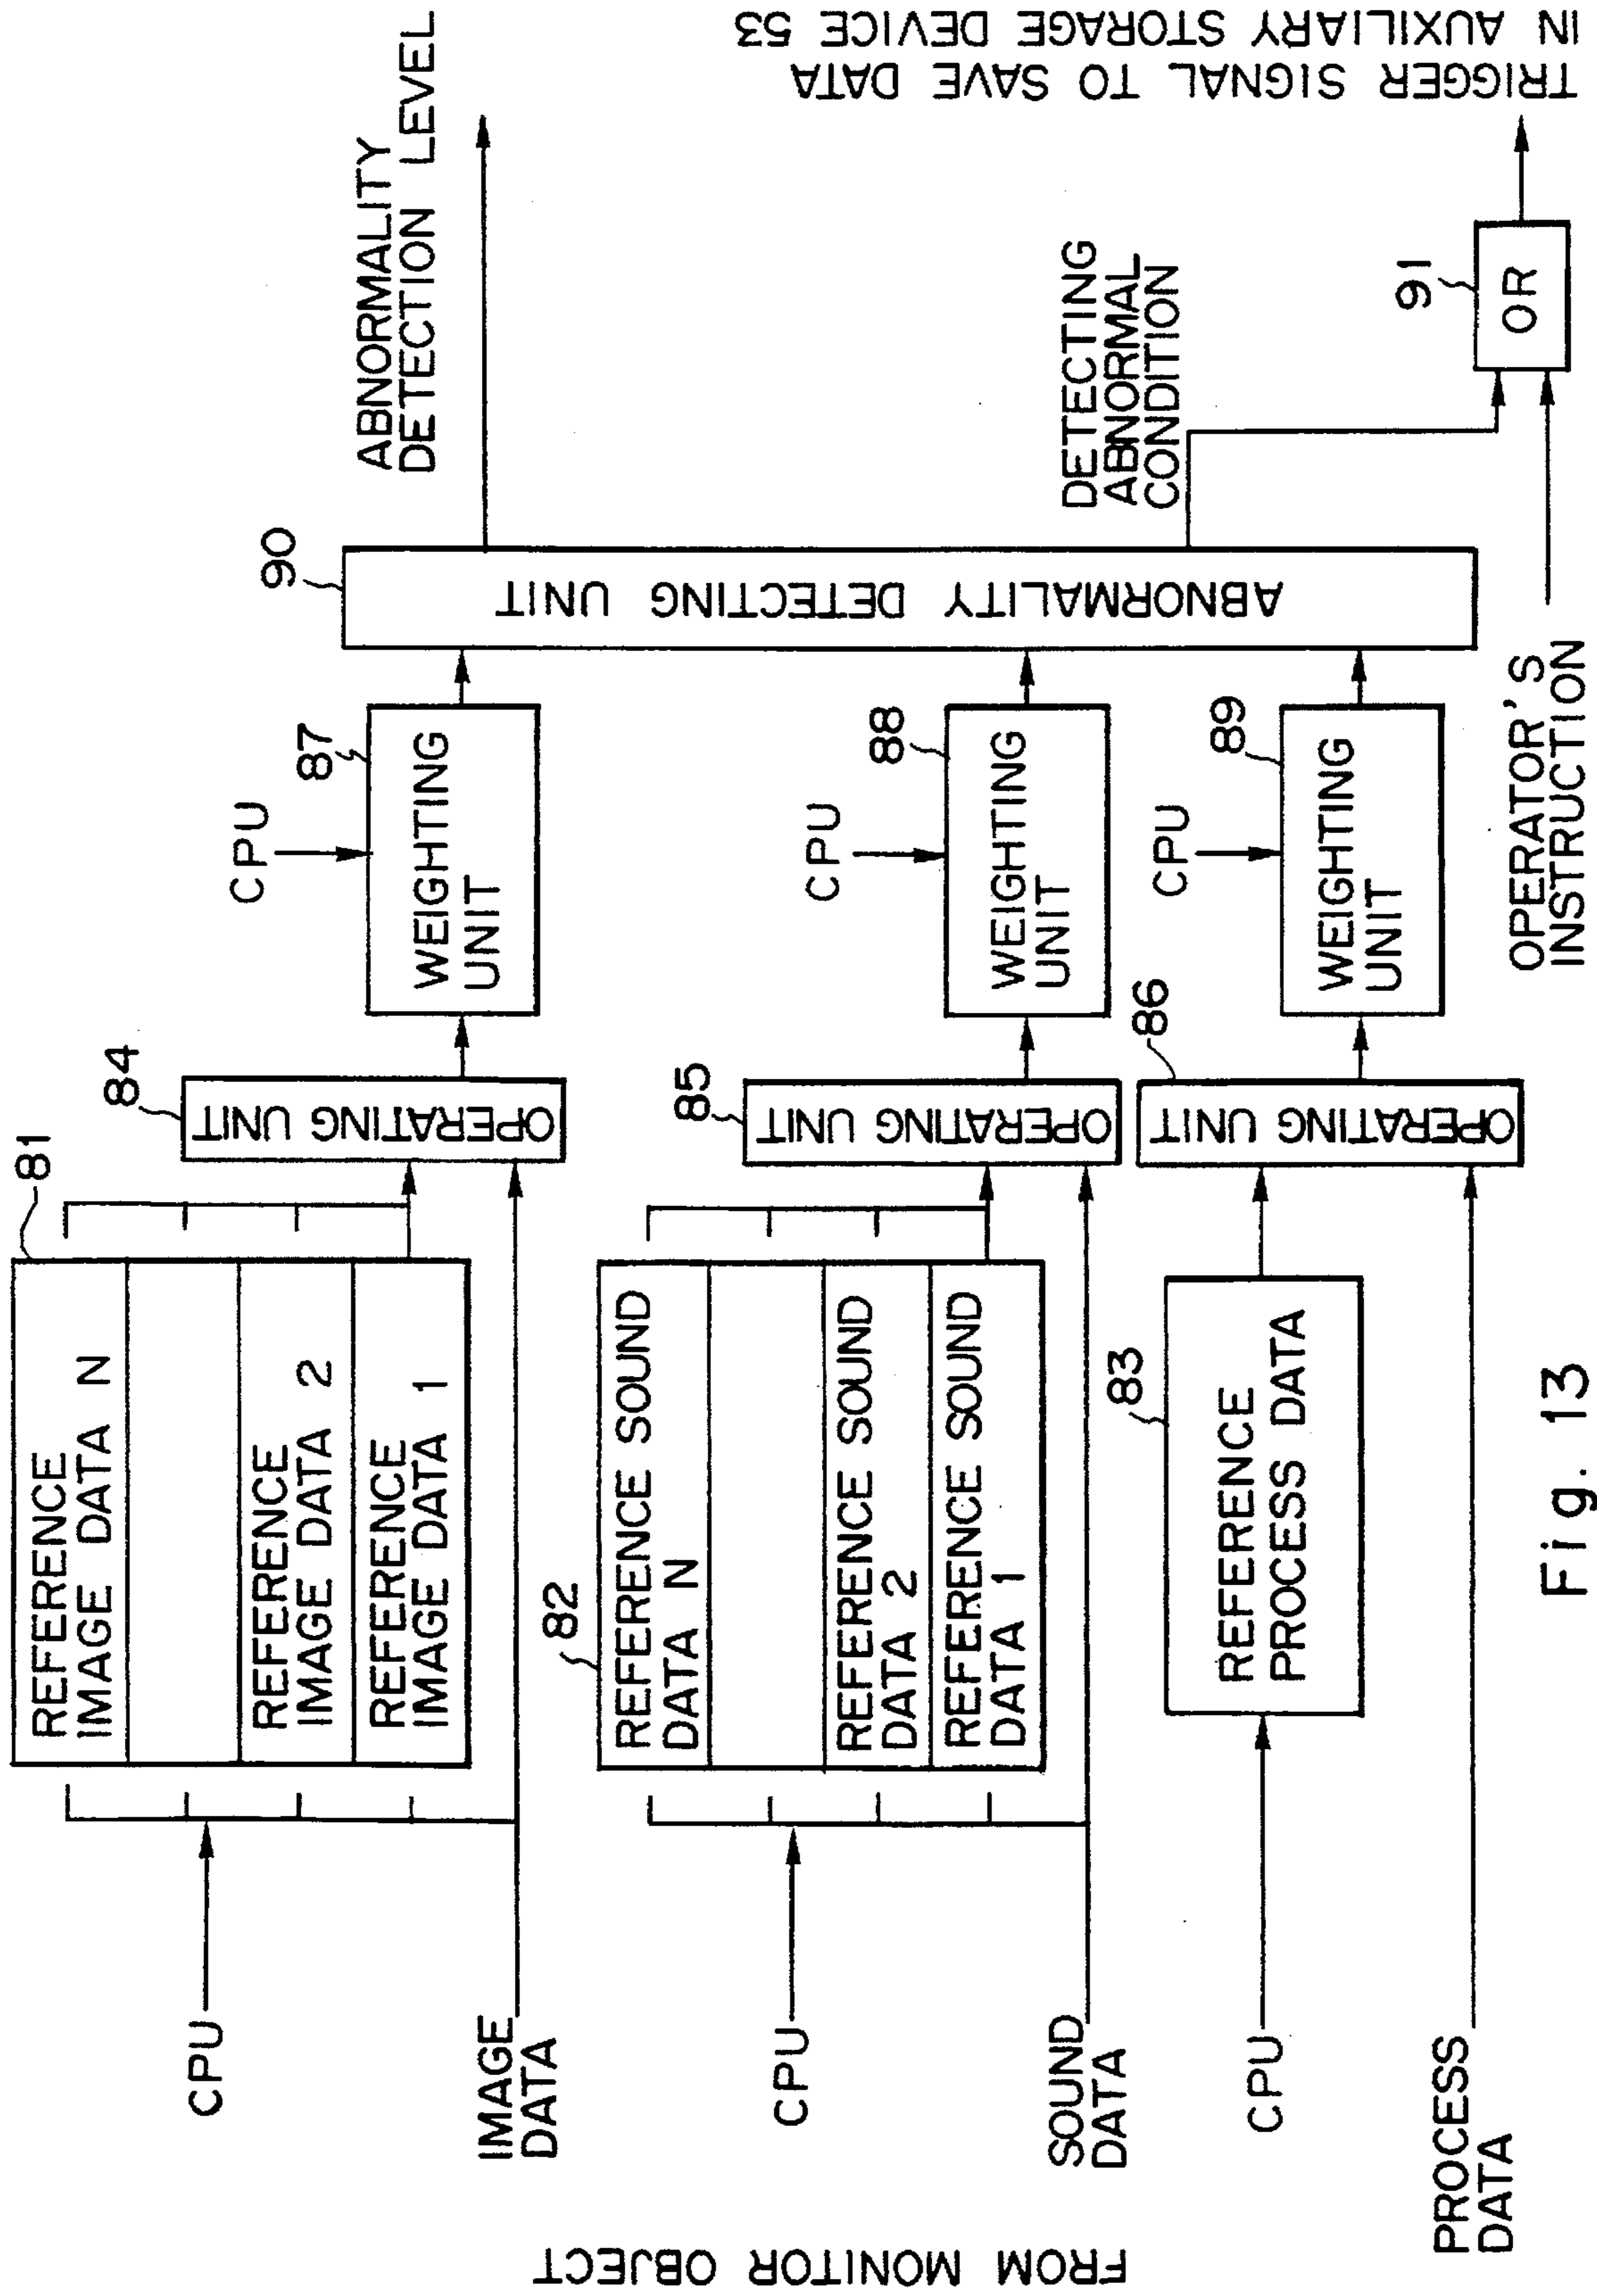 FROM MONITOR OBJECT
CPU
IMAGE
DATA
CPU
SOUND
DATA
CPU
PROCESS
DATA
81
REFERENCE
IMAGE DATA N
REFERENCE
IMAGE DATA 2
REFERENCE
IMAGE DATA 1
82
REFERENCE SOUND
DATA N
REFERENCE SOUND
DATA 2
REFERENCE SOUND
DATA 1
83
REFERENCE
PROCESS DATA
84
OPERATING UNIT
85
OPERATING UNIT
86
OPERATING UNIT
CPU
87
WEIGHTING
UNIT
CPU
88
WEIGHTING
UNIT
CPU
89
WEIGHTING
UNIT
90
ABNORMALITY DETECTING UNIT
ABNORMALITY
DETECTION LEVEL
DETECTING
ABNORMAL
CONDITION
OPERATOR'S
INSTRUCTION
91
OR
TRIGGER SIGNAL TO SAVE DATA
IN AUXILIARY STORAGE DEVICE 53
Fig. 13